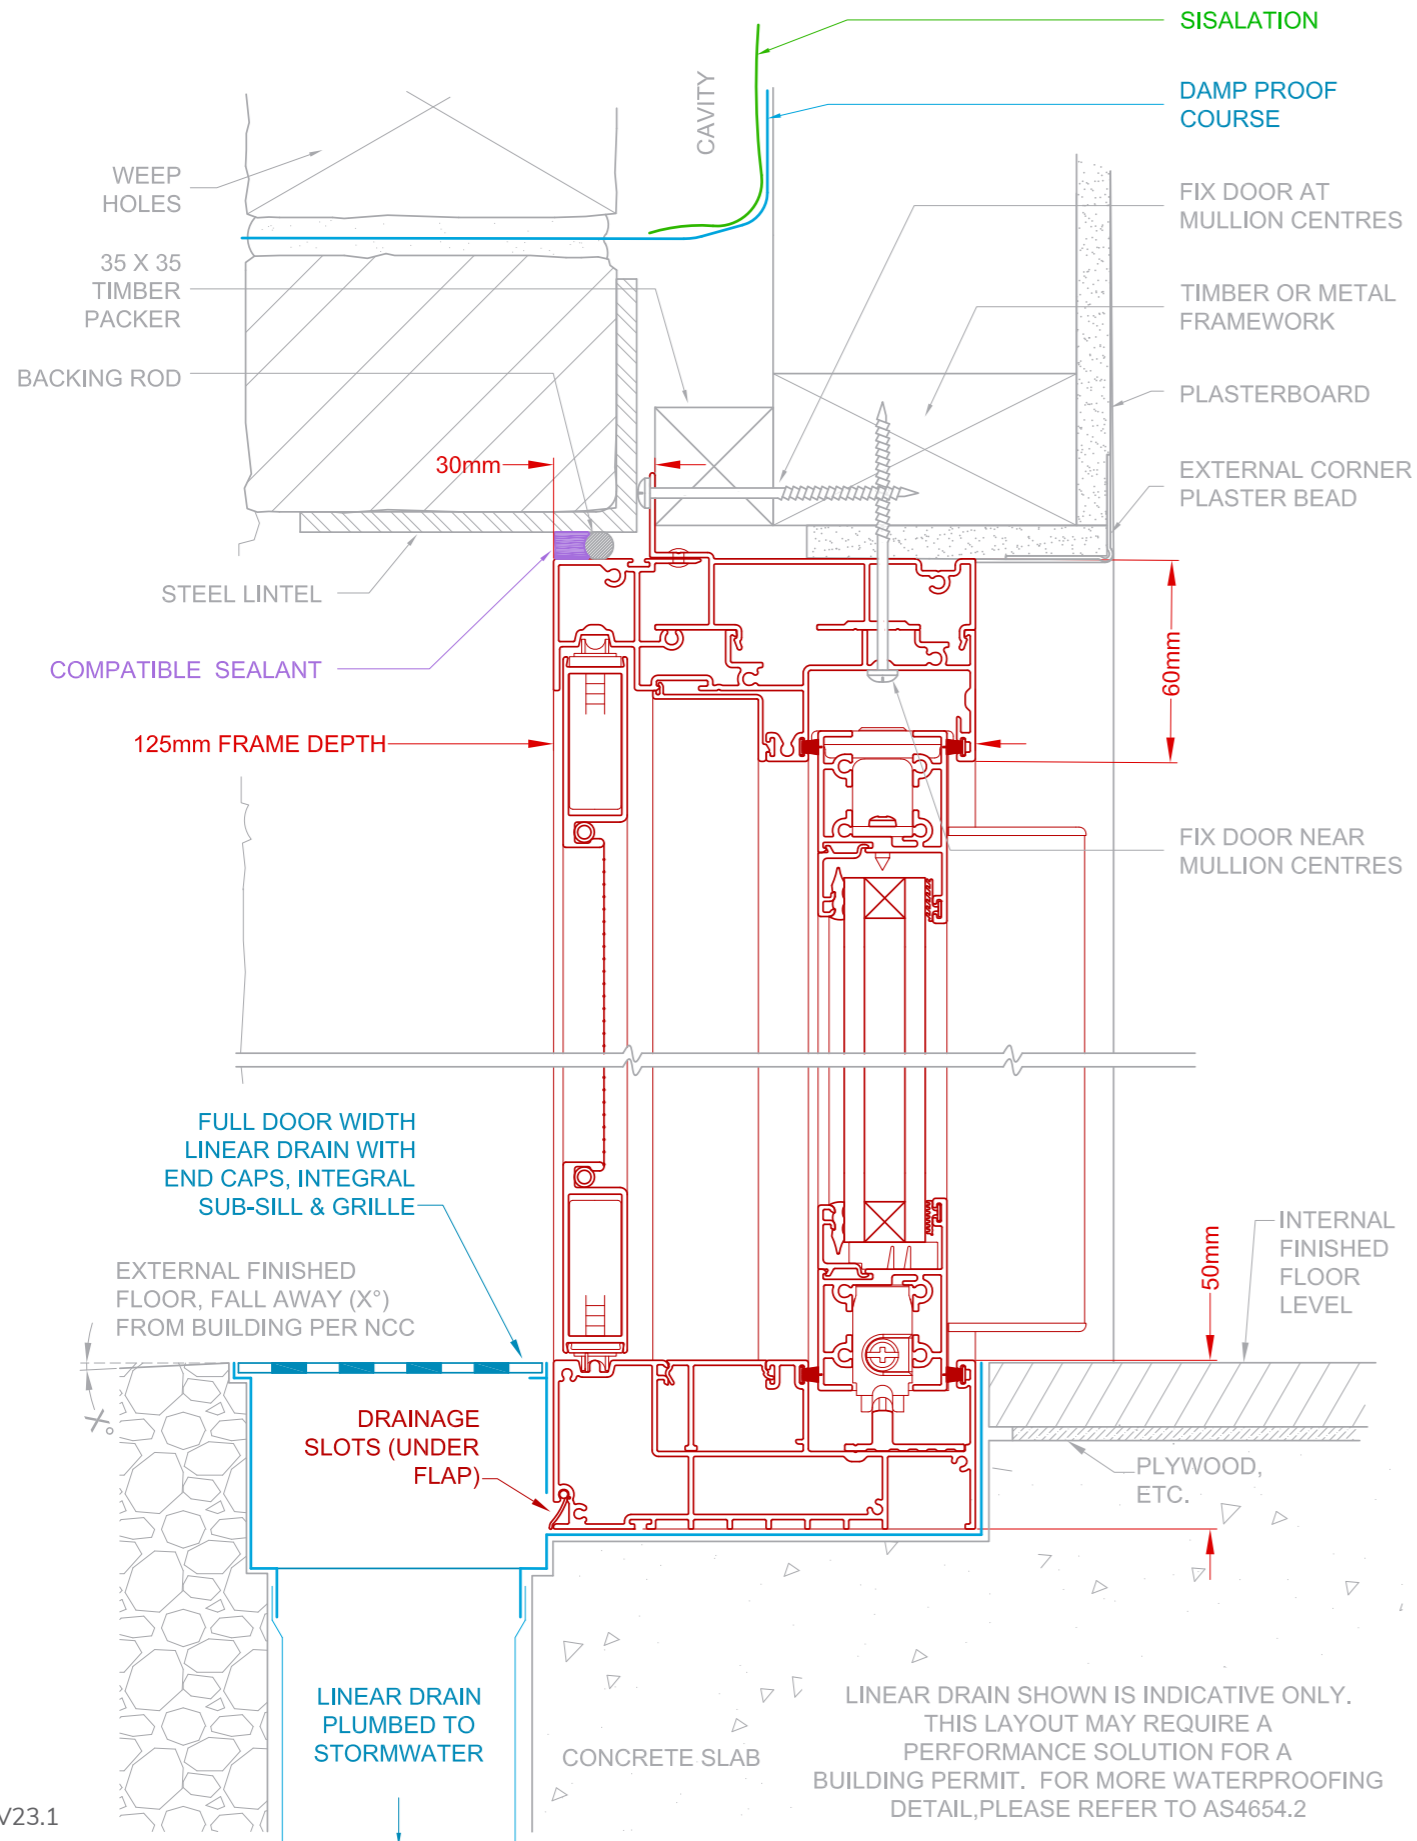 SISALATION
CAVITY
DAMP PROOF
COURSE
WEEP
HOLES
FIX DOOR AT
MULLION CENTRES
35 X 35
TIMBER
PACKER
TIMBER OR METAL
FRAMEWORK
BACKING ROD
PLASTERBOARD
30mm
EXTERNAL CORNER
PLASTER BEAD
STEEL LINTEL
COMPATIBLE SEALANT
60mm
125mm FRAME DEPTH
FIX DOOR NEAR
MULLION CENTRES
FULL DOOR WIDTH
LINEAR DRAIN WITH
END CAPS, INTEGRAL
SUB-SILL & GRILLE
INTERNAL
FINISHED
FLOOR
LEVEL
50mm
EXTERNAL FINISHED
FLOOR, FALL AWAY (X°)
FROM BUILDING PER NCC
X°
DRAINAGE
SLOTS (UNDER
FLAP)
PLYWOOD,
ETC.
LINEAR DRAIN
PLUMBED TO
STORMWATER
CONCRETE SLAB
LINEAR DRAIN SHOWN IS INDICATIVE ONLY.
THIS LAYOUT MAY REQUIRE A
PERFORMANCE SOLUTION FOR A
BUILDING PERMIT.  FOR MORE WATERPROOFING
DETAIL,PLEASE REFER TO AS4654.2
V23.1